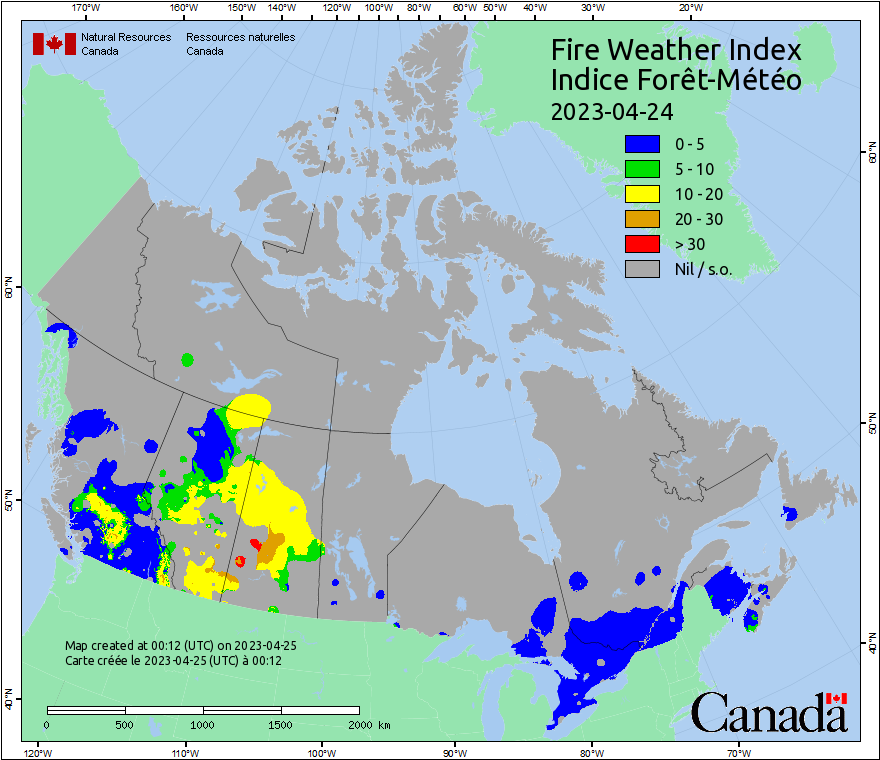 170°W 160°W 150°W 140°W 130°W 120°W 110°W 100°W 90°W 80°W 70°W 60°W 50°W 40°W 30°W 20°W
Natural Resources Canada
Ressources naturelles Canada
Fire Weather Index
Indice Forêt-Météo
2023-04-24
0 - 5
5 - 10
10 - 20
20 - 30
> 30
Nil / s.o.
60°N
60°N
50°N
50°N
40°N
40°N
Map created at 00:12 (UTC) on 2023-04-25
Carte créée le 2023-04-25 (UTC) à 00:12
0 500 1000 1500 2000 km
Canada
120°W 110°W 100°W 90°W 80°W 70°W